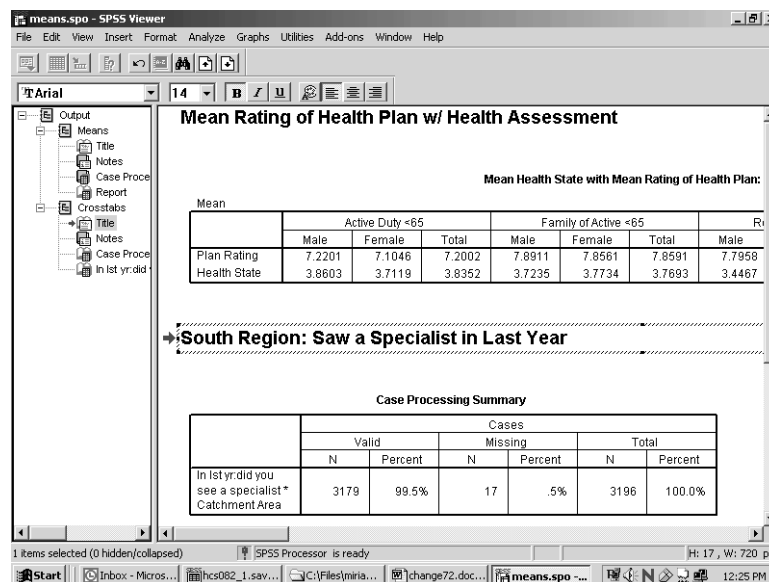 means.spo - SPSS Viewer
File Edit View Insert Format Analyze Graphs Utilities Add-ons Window Help
Arial 14 B I U
Output
Means
Title
Notes
Case Proce
Report
Crosstabs
Title
Notes
Case Proce
In lst yr:did
Mean Rating of Health Plan w/ Health Assessment
Mean Health State with Mean Rating of Health Plan:
Mean
Active Duty <65 Family of Active <65 R
Male Female Total Male Female Total Male
Plan Rating 7.2201 7.1046 7.2002 7.8911 7.8561 7.8591 7.7958
Health State 3.8603 3.7119 3.8352 3.7235 3.7734 3.7693 3.4467
South Region: Saw a Specialist in Last Year
Case Processing Summary
Cases
Valid Missing Total
N Percent N Percent N Percent
In lst yr:did you
see a specialist * 3179 99.5% 17 .5% 3196 100.0%
Catchment Area
1 items selected (0 hidden/collapsed) SPSS Processor is ready H: 17 , W: 720 p
Start Inbox - Micros... hcs082_1.sav... C:\Files\miria... change72.doc... means.spo -... 12:25 PM